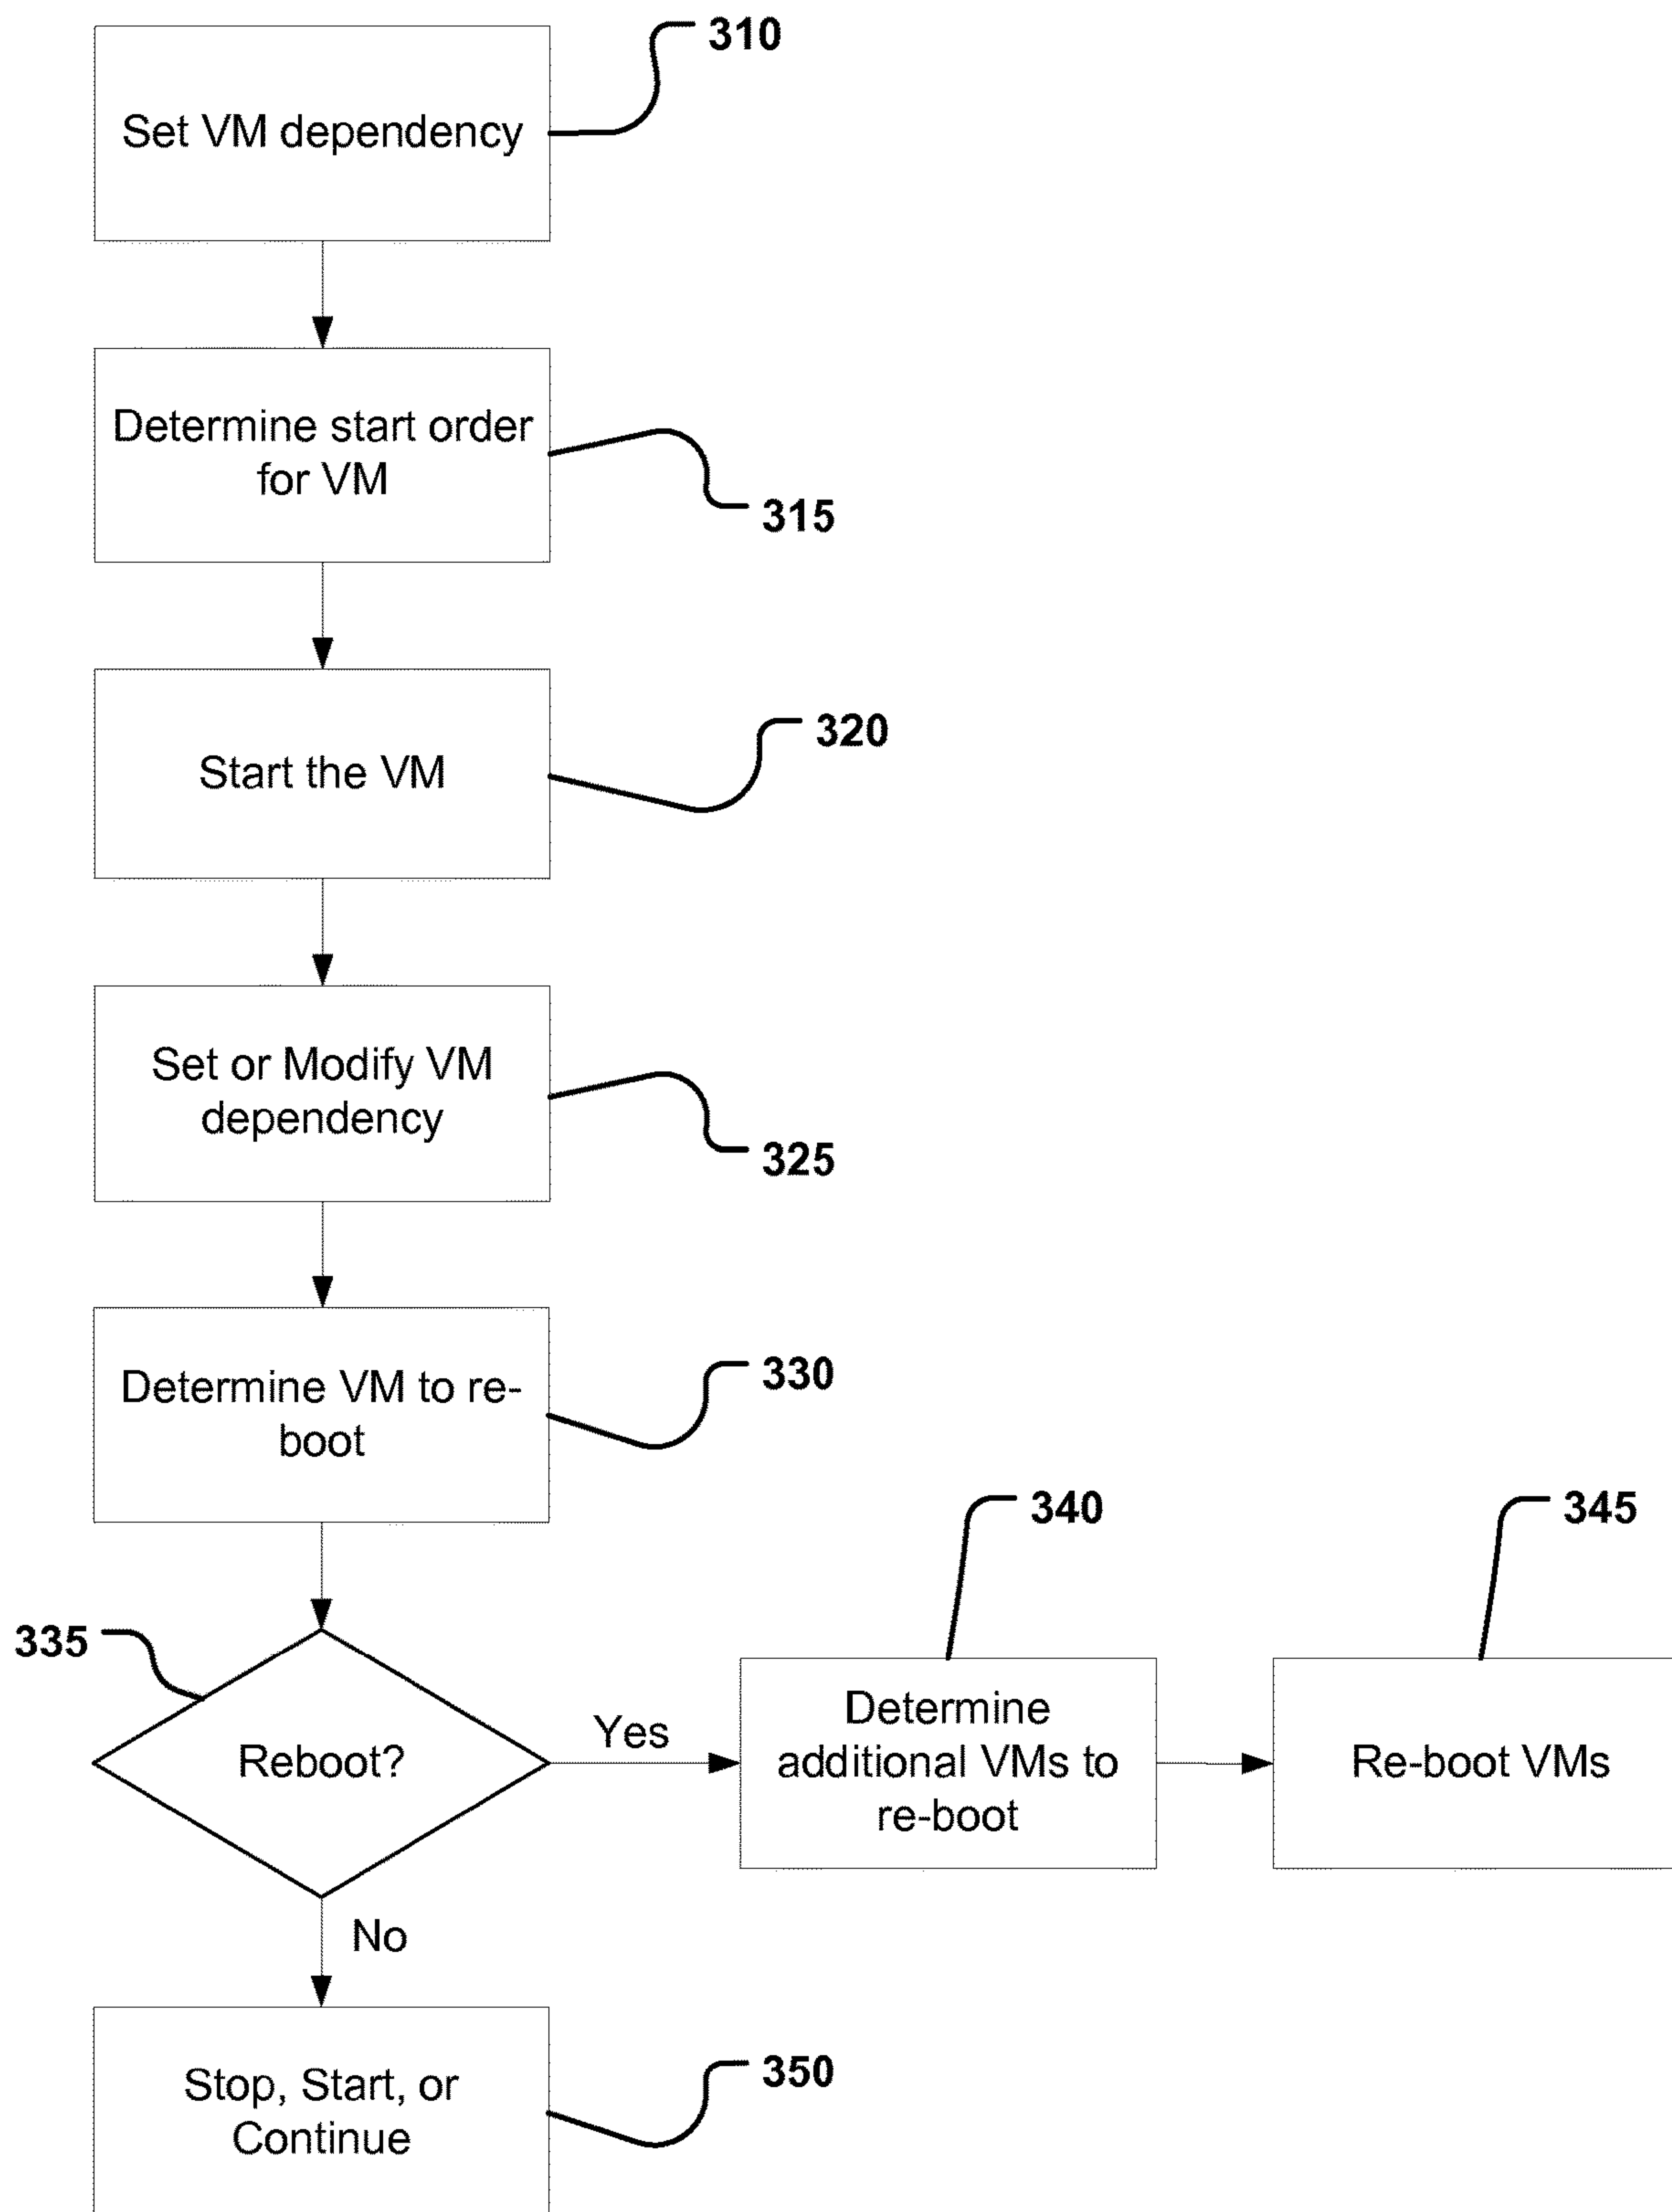 310
Set VM dependency
Determine start order
for VM
315
320
Start the VM
Set or Modify VM
dependency
325
Determine VM to re-
boot
330
340
345
335
Reboot?
Yes
Determine
additional VMs to
re-boot
Re-boot VMs
No
Stop, Start, or
Continue
350